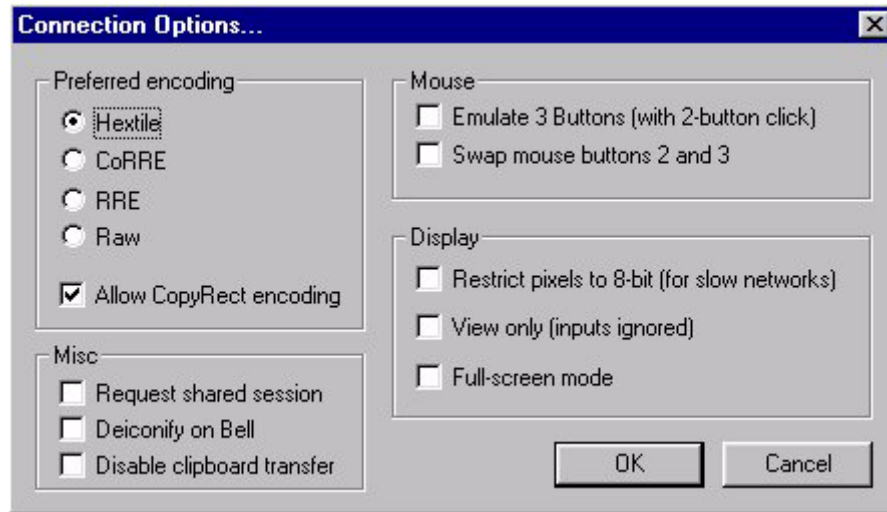 Connection Options...
Preferred encoding
Hextile
CoRRE
RRE
Raw
Allow CopyRect encoding
Misc
Request shared session
Deiconify on Bell
Disable clipboard transfer
Mouse
Emulate 3 Buttons (with 2-button click)
Swap mouse buttons 2 and 3
Display
Restrict pixels to 8-bit (for slow networks)
View only (inputs ignored)
Full-screen mode
OK
Cancel